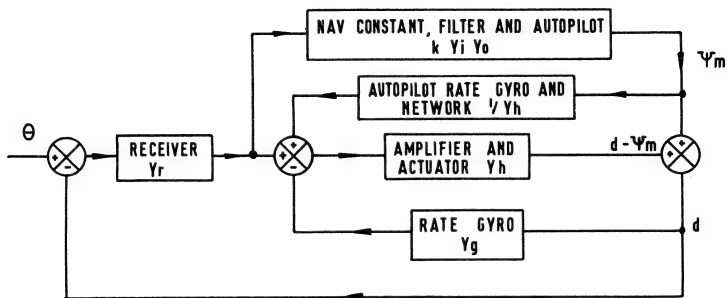 NAV CONSTANT, FILTER AND AUTOPILOT
k Yi Yo
Ψm
AUTOPILOT RATE GYRO AND
NETWORK 1/Yh
θ
+
-
RECEIVER
Yr
+
+
-
AMPLIFIER AND
ACTUATOR Yh
d-Ψm
+
+
RATE GYRO
Yg
d